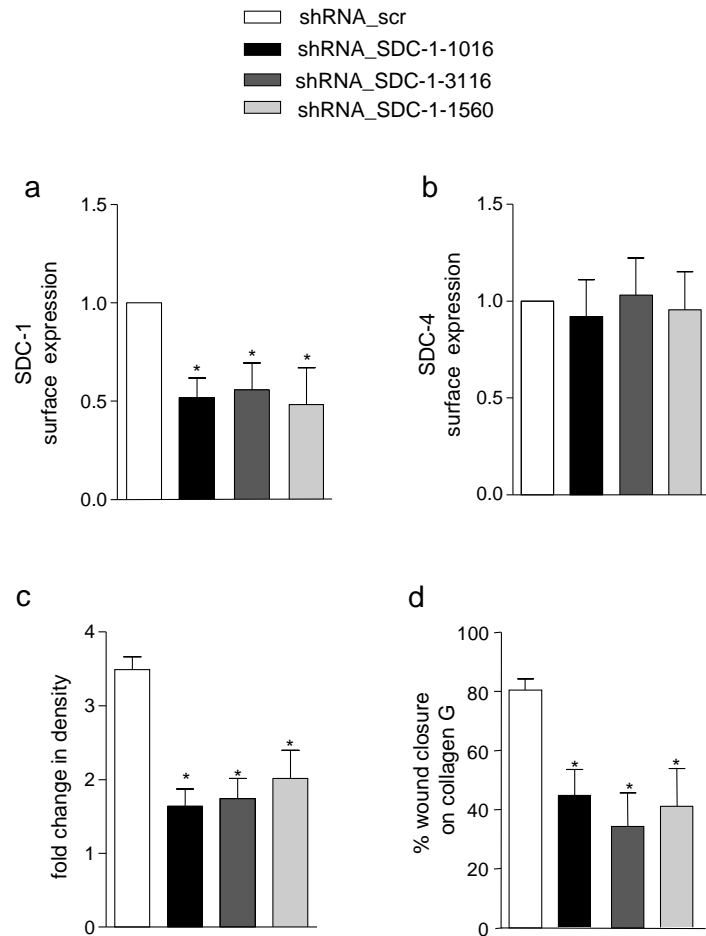 shRNA_scr
shRNA_SDC-1-1016
shRNA_SDC-1-3116
shRNA_SDC-1-1560
a
SDC-1
surface expression
1.5
1.0
0.5
0.0
*
*
*
b
SDC-4
surface expression
1.5
1.0
0.5
0.0
c
fold change in density
4
3
2
1
0
*
*
*
d
% wound closure
on collagen G
100
80
60
40
20
0
*
*
*